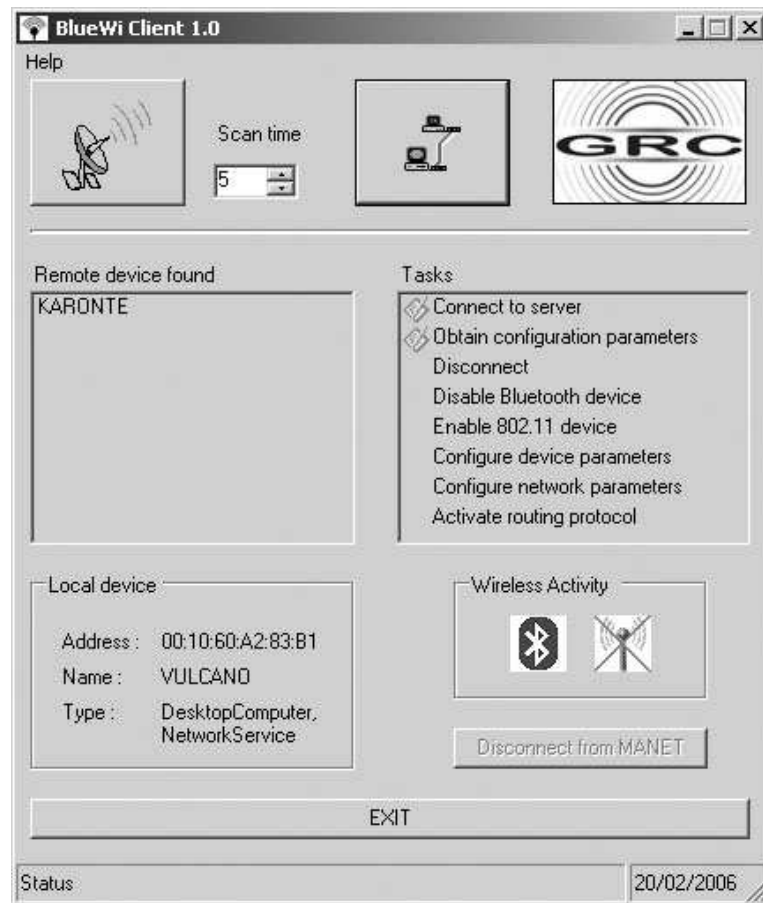 BlueWi Client 1.0
Help
Scan time
5
GRC
Remote device found
KARONTE
Tasks
Connect to server
Obtain configuration parameters
Disconnect
Disable Bluetooth device
Enable 802.11 device
Configure device parameters
Configure network parameters
Activate routing protocol
Local device
Address : 00:10:60:A2:83:B1
Name : VULCANO
Type : DesktopComputer,
NetworkService
Wireless Activity
Disconnect from MANET
EXIT
Status
20/02/2006